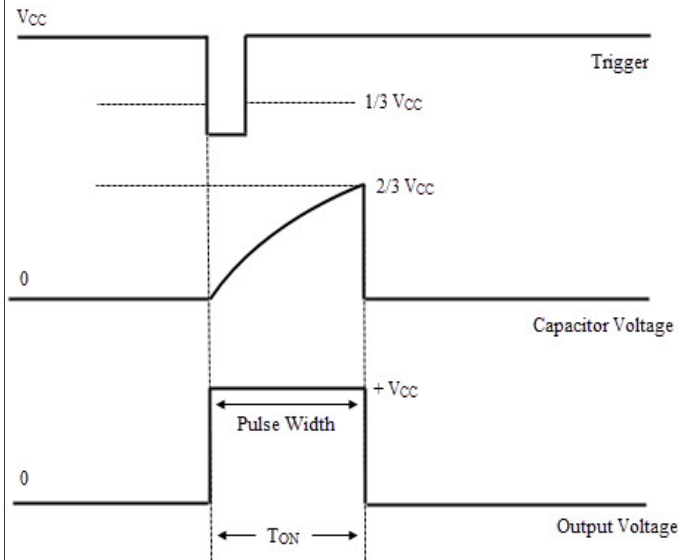 VCC
Trigger
1/3 VCC
2/3 VCC
0
Capacitor Voltage
+ VCC
Pulse Width
0
Output Voltage
TON